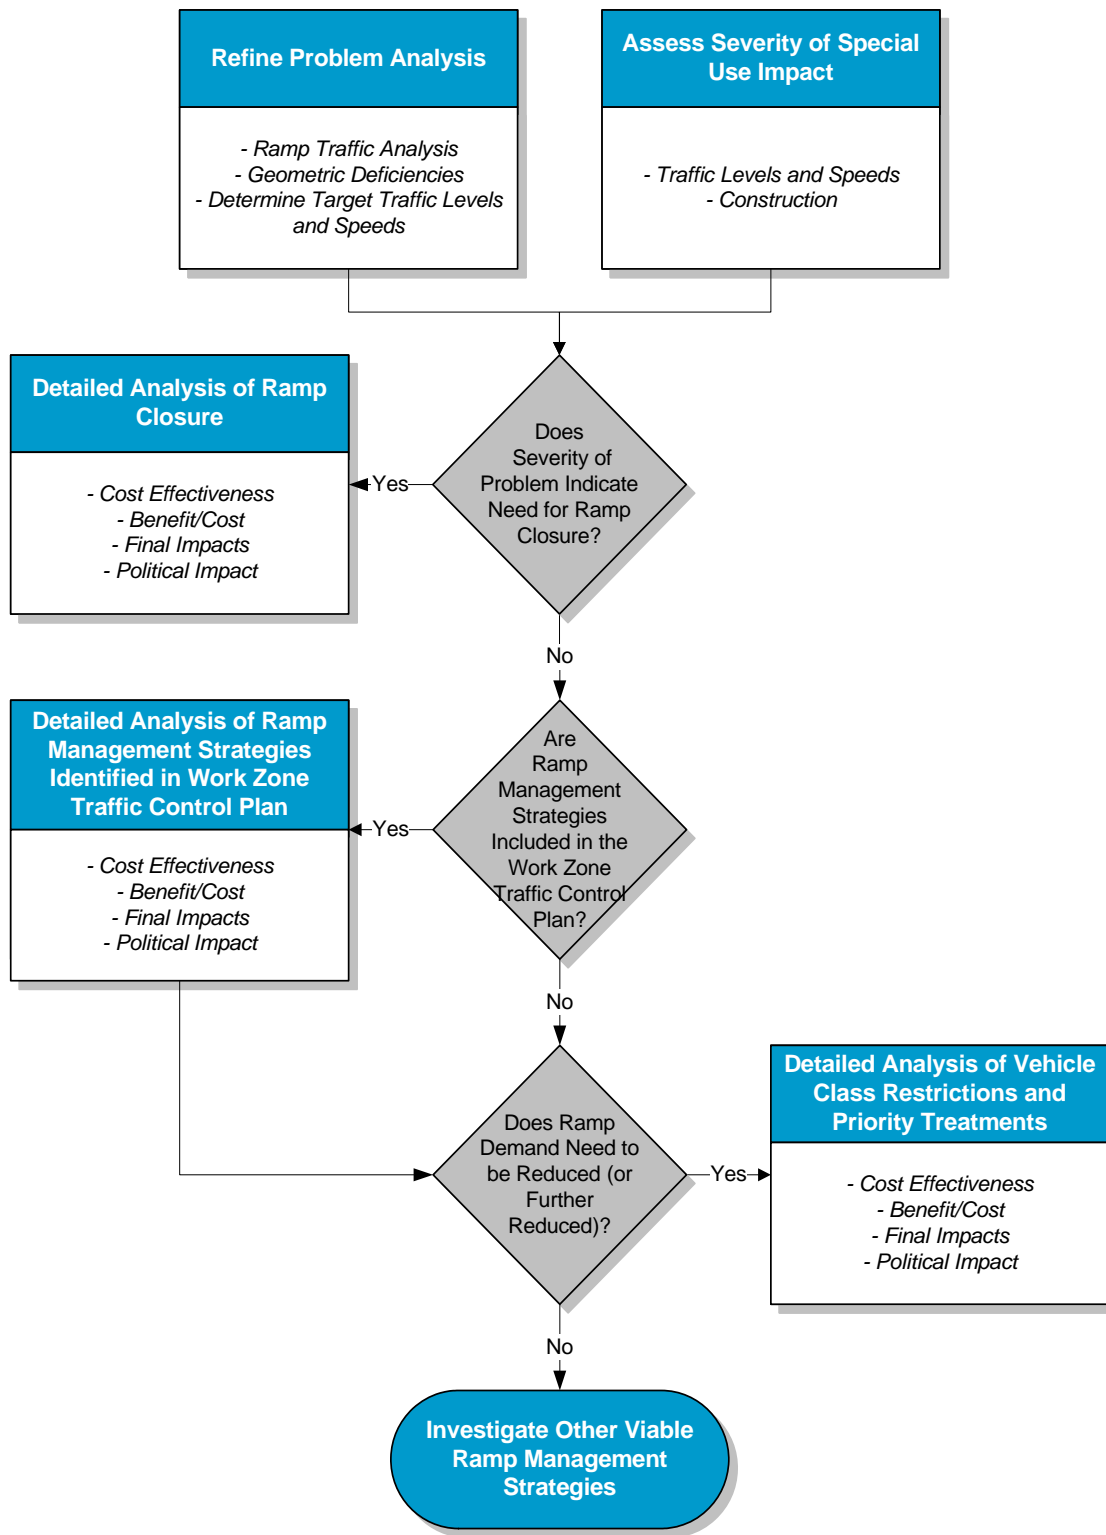 Refine Problem Analysis
- Ramp Traffic Analysis
- Geometric Deficiencies
- Determine Target Traffic Levels
and Speeds
Assess Severity of Special
Use Impact
- Traffic Levels and Speeds
- Construction
Does
Severity of
Problem Indicate
Need for Ramp
Closure?
Yes
Detailed Analysis of Ramp
Closure
- Cost Effectiveness
- Benefit/Cost
- Final Impacts
- Political Impact
No
Are
Ramp
Management
Strategies
Included in the
Work Zone
Traffic Control
Plan?
Yes
Detailed Analysis of Ramp
Management Strategies
Identified in Work Zone
Traffic Control Plan
- Cost Effectiveness
- Benefit/Cost
- Final Impacts
- Political Impact
No
Does Ramp
Demand Need to
be Reduced (or
Further
Reduced)?
Yes
Detailed Analysis of Vehicle
Class Restrictions and
Priority Treatments
- Cost Effectiveness
- Benefit/Cost
- Final Impacts
- Political Impact
No
Investigate Other Viable
Ramp Management
Strategies